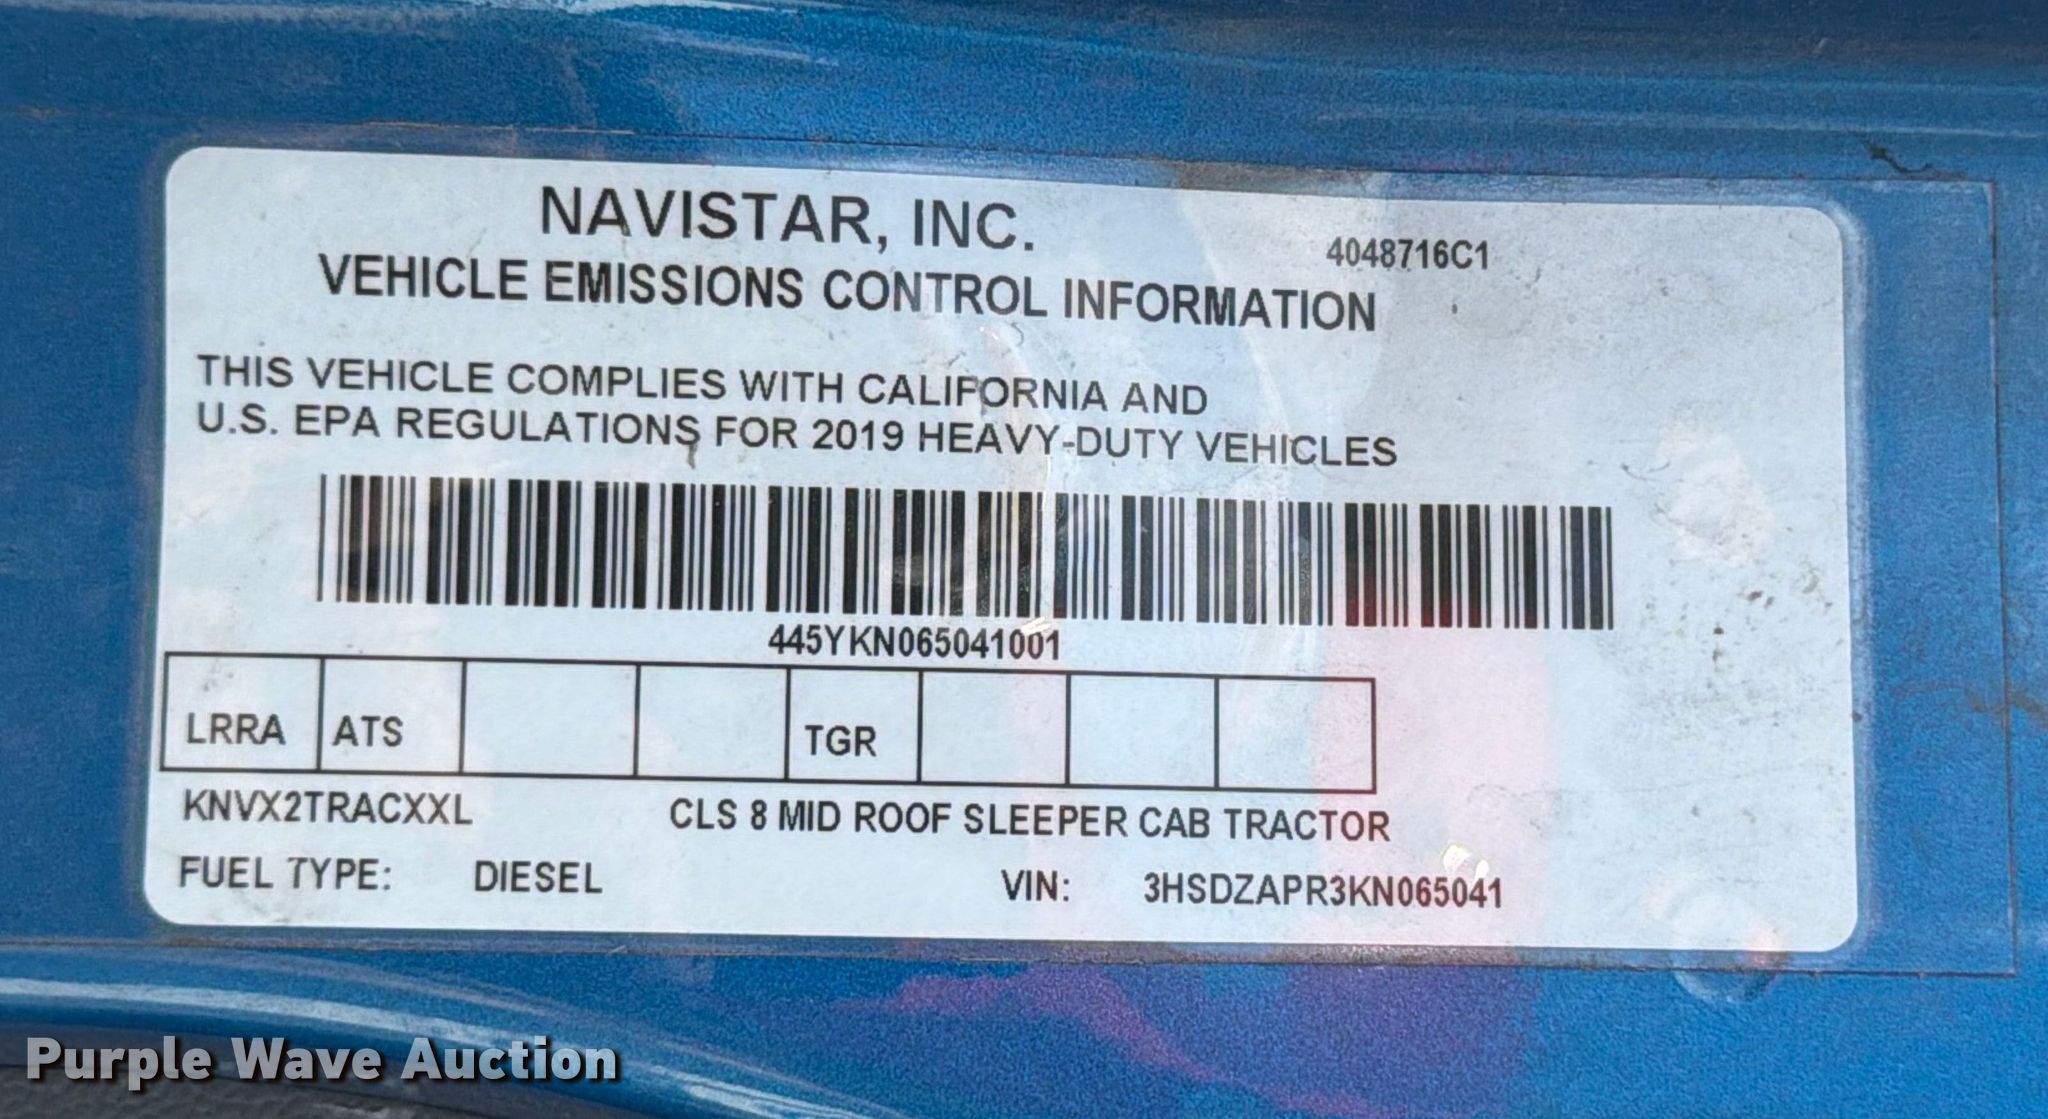 NAVISTAR, INC.
4048716C1
VEHICLE EMISSIONS CONTROL INFORMATION
THIS VEHICLE COMPLIES WITH CALIFORNIA AND
U.S. EPA REGULATIONS FOR 2019 HEAVY-DUTY VEHICLES
445YKN065041001
LRRA ATS TGR
KNVX2TRACXXL CLS 8 MID ROOF SLEEPER CAB TRACTOR
FUEL TYPE: DIESEL VIN: 3HSDZAPR3KN065041
Purple Wave Auction